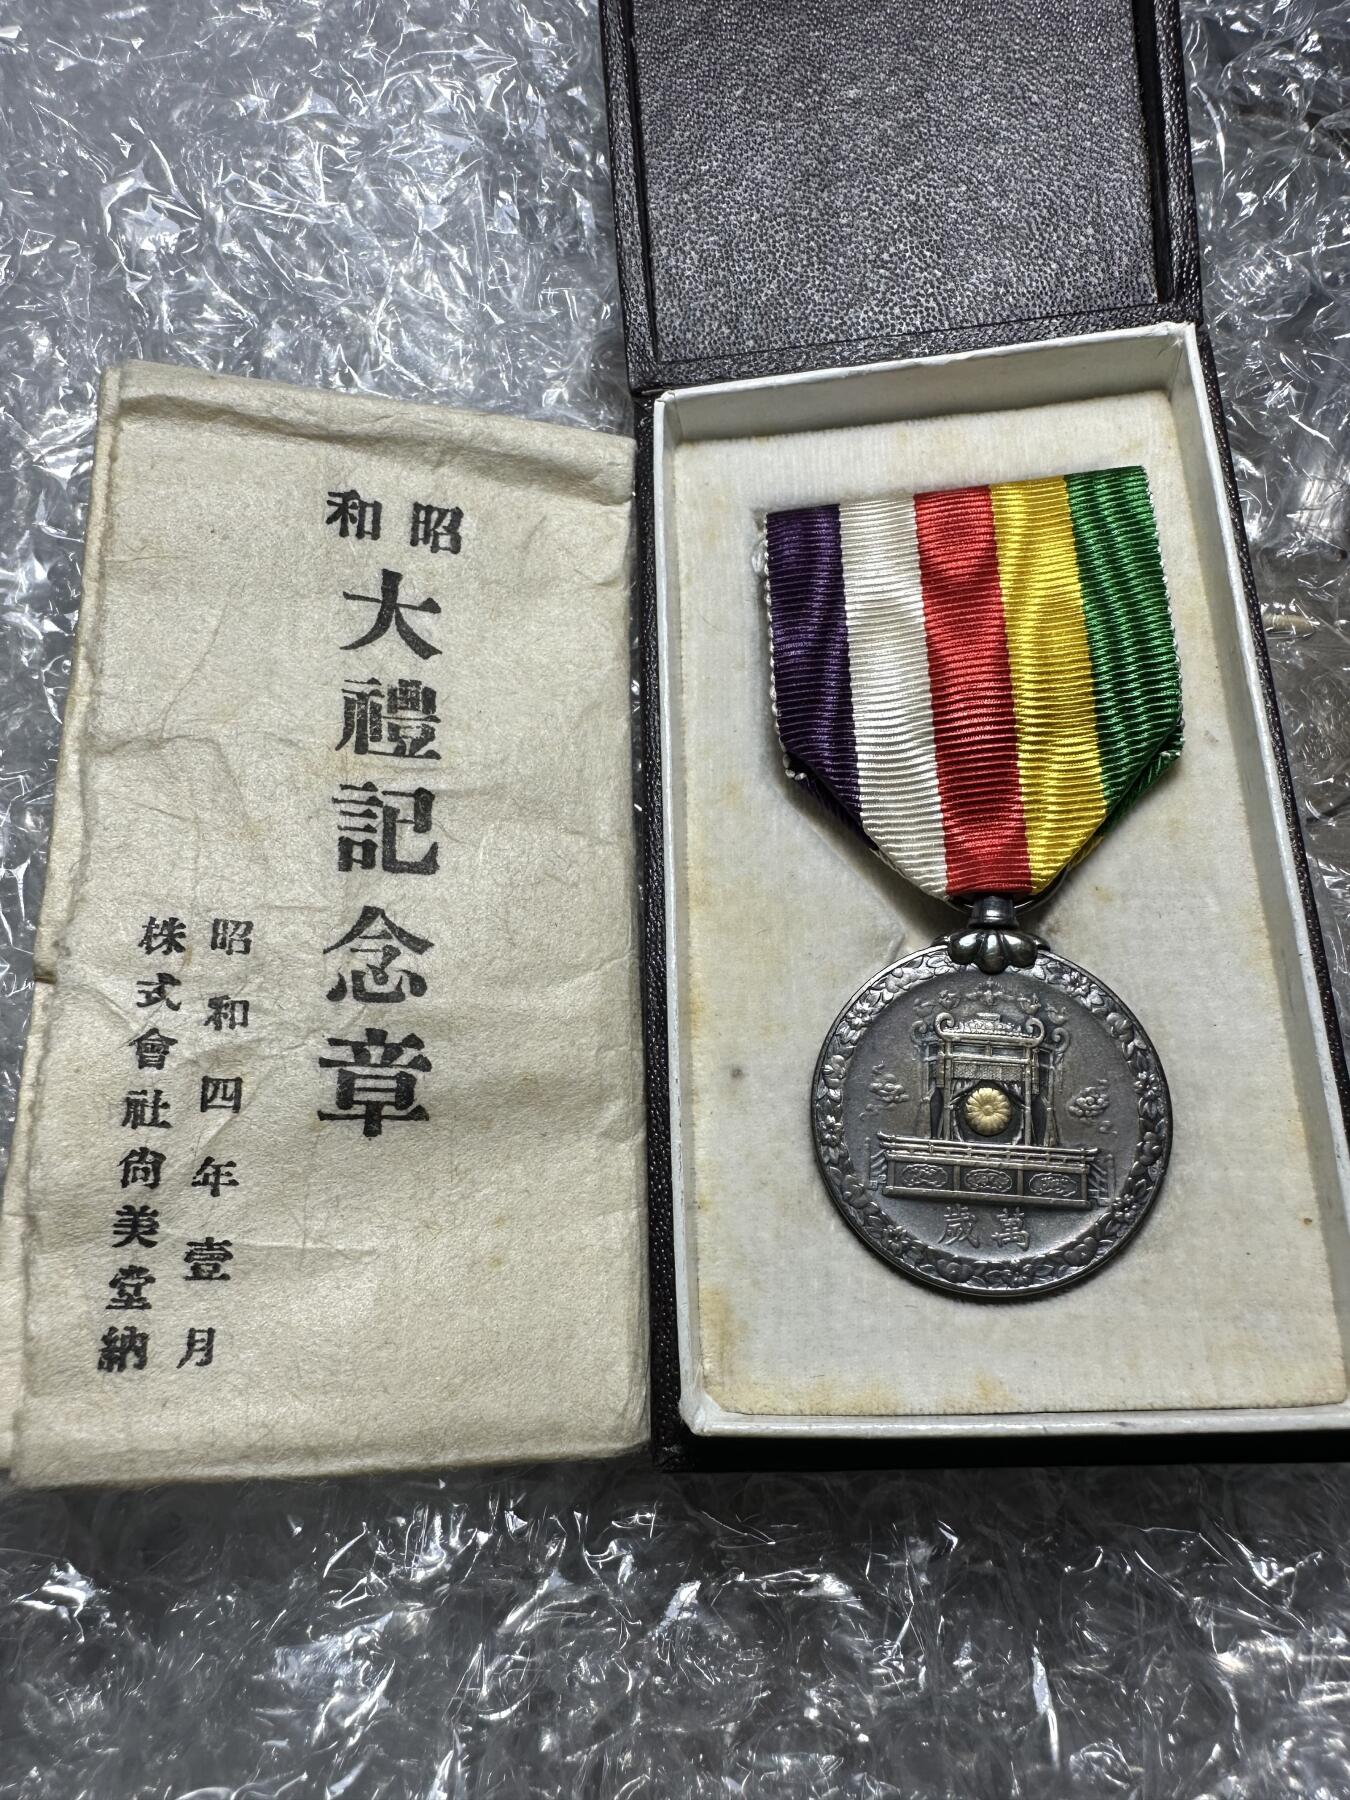 昭和
大禮記念章
昭和四年壹月
株式會社尙美堂納
萬歲